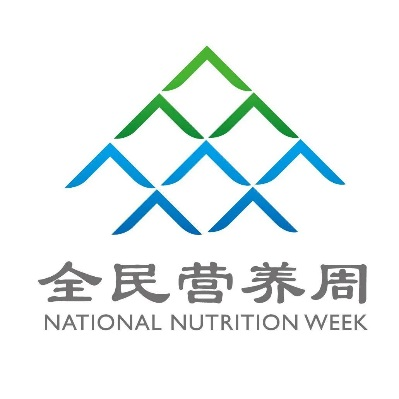 全民营养周
NATIONAL NUTRITION WEEK